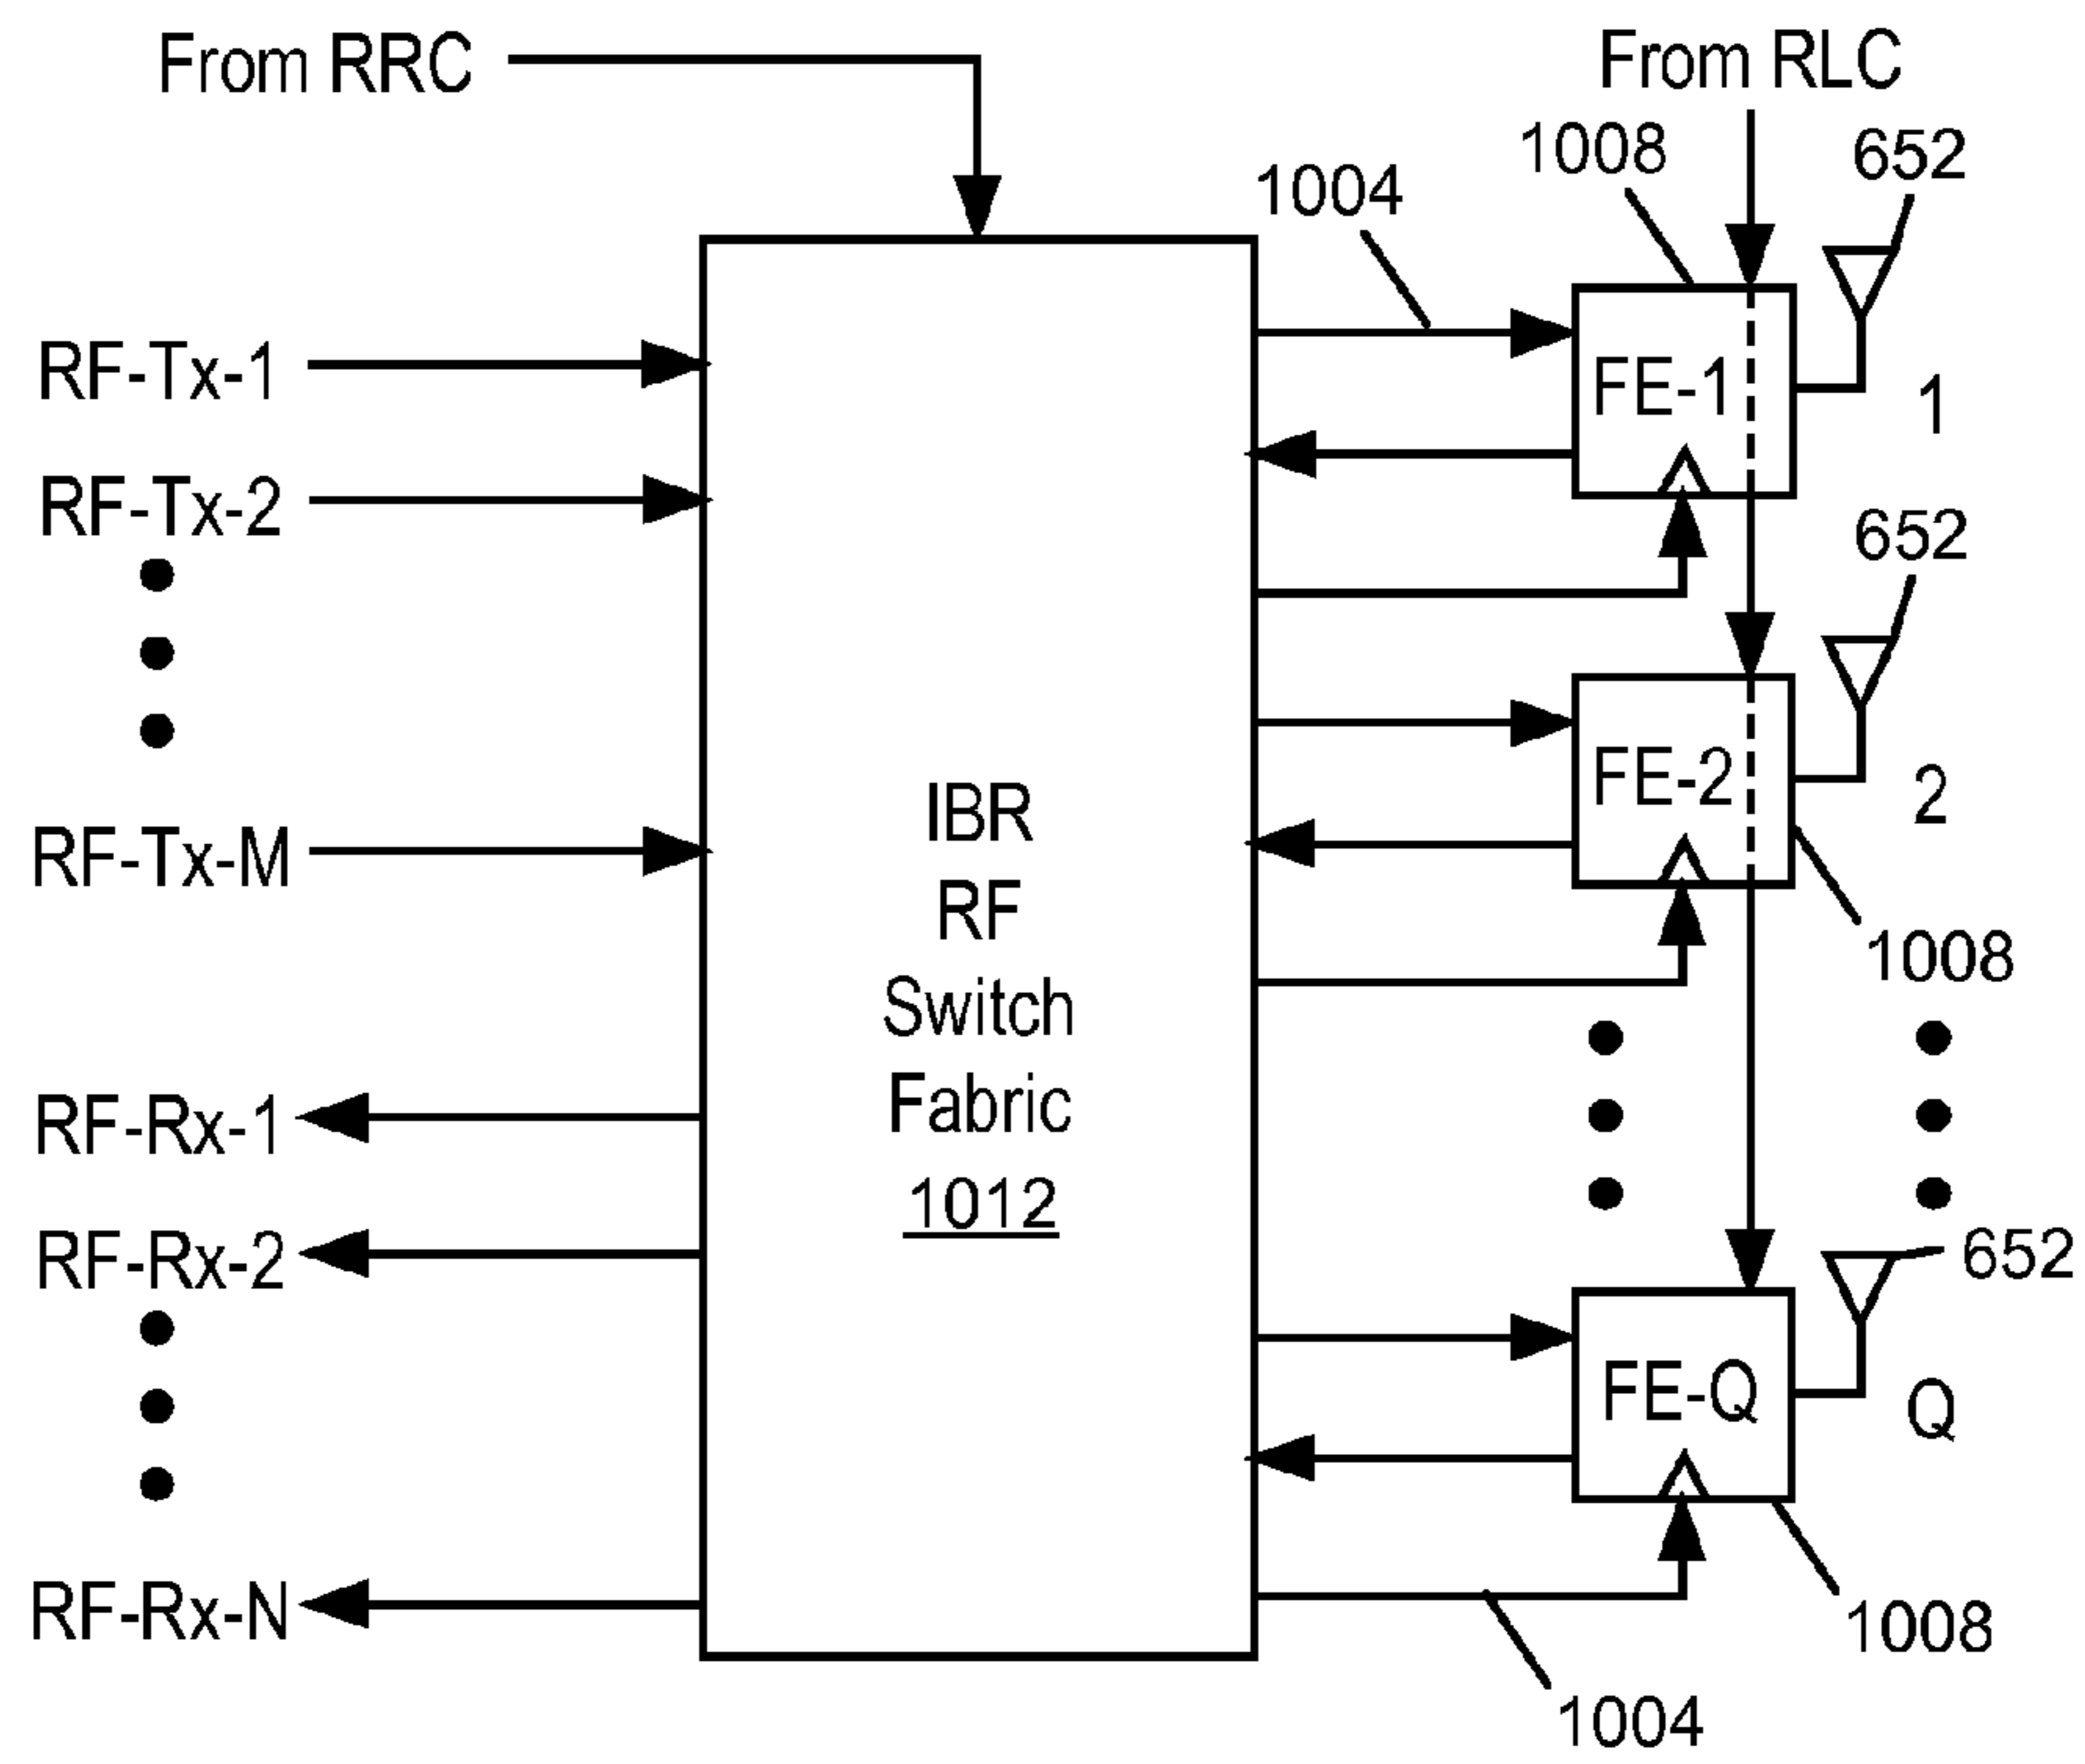 From RRC
From RLC
1008
652
1004
RF-Tx-1
FE-1
1
RF-Tx-2
652
RF-Tx-M
IBR
RF
Switch
Fabric
1012
FE-2
2
1008
RF-Rx-1
RF-Rx-2
652
FE-Q
Q
RF-Rx-N
1008
1004